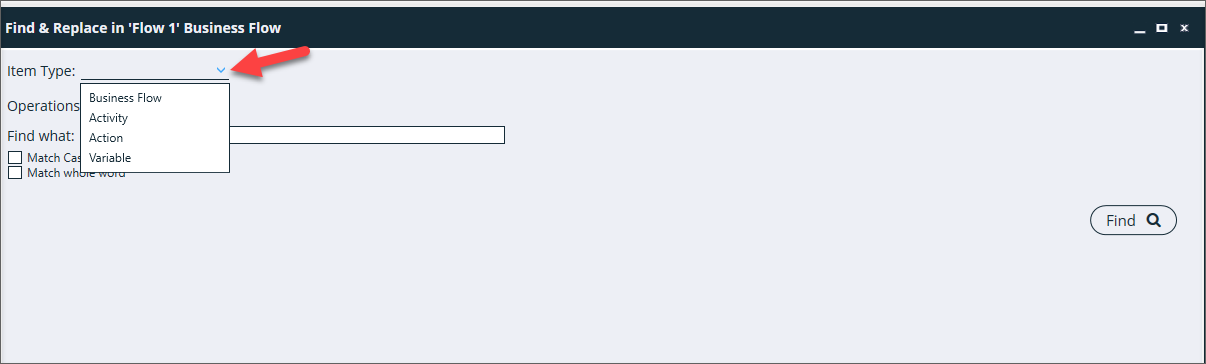 Find & Replace in 'Flow 1' Business Flow
Item Type:
Business Flow
Operations
Activity
Find what:
Action
Match Cas
Variable
Match whole word
Find